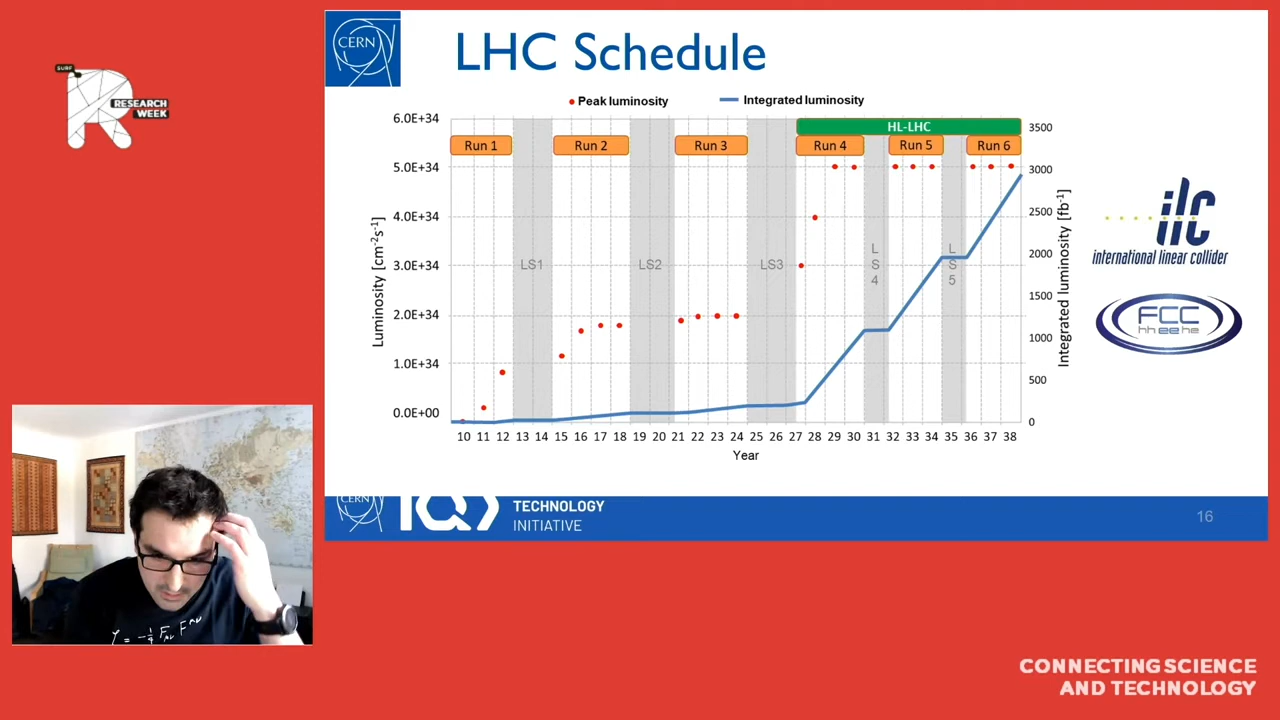 SURF
RESEARCH
WEEK
CERN
LHC Schedule
Peak luminosity
Integrated luminosity
6.0E+34
5.0E+34
4.0E+34
3.0E+34
2.0E+34
1.0E+34
0.0E+00
Luminosity [cm⁻²s⁻¹]
HL-LHC
Run 1
Run 2
Run 3
Run 4
Run 5
Run 6
LS1
LS2
LS3
LS4
LS5
3500
3000
2500
2000
1500
1000
500
0
Integrated luminosity [fb⁻¹]
10 11 12 13 14 15 16 17 18 19 20 21 22 23 24 25 26 27 28 29 30 31 32 33 34 35 36 37 38
Year
ilc
international linear collider
FCC
hh ee he
CERN
TECHNOLOGY
INITIATIVE
16
CONNECTING SCIENCE
AND TECHNOLOGY